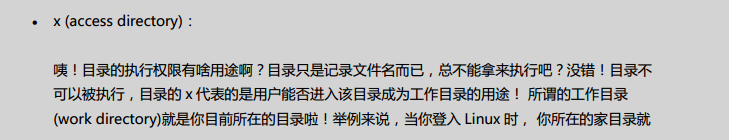 • x (access directory)：
咦！目录的执行权限有啥用途啊？目录只是记录文件名而已，总不能拿来执行吧？没错！目录不
可以被执行，目录的 x 代表的是用户能否进入该目录成为工作目录的用途！ 所谓的工作目录
(work directory)就是你目前所在的目录啦！举例来说，当你登入 Linux 时， 你所在的家目录就